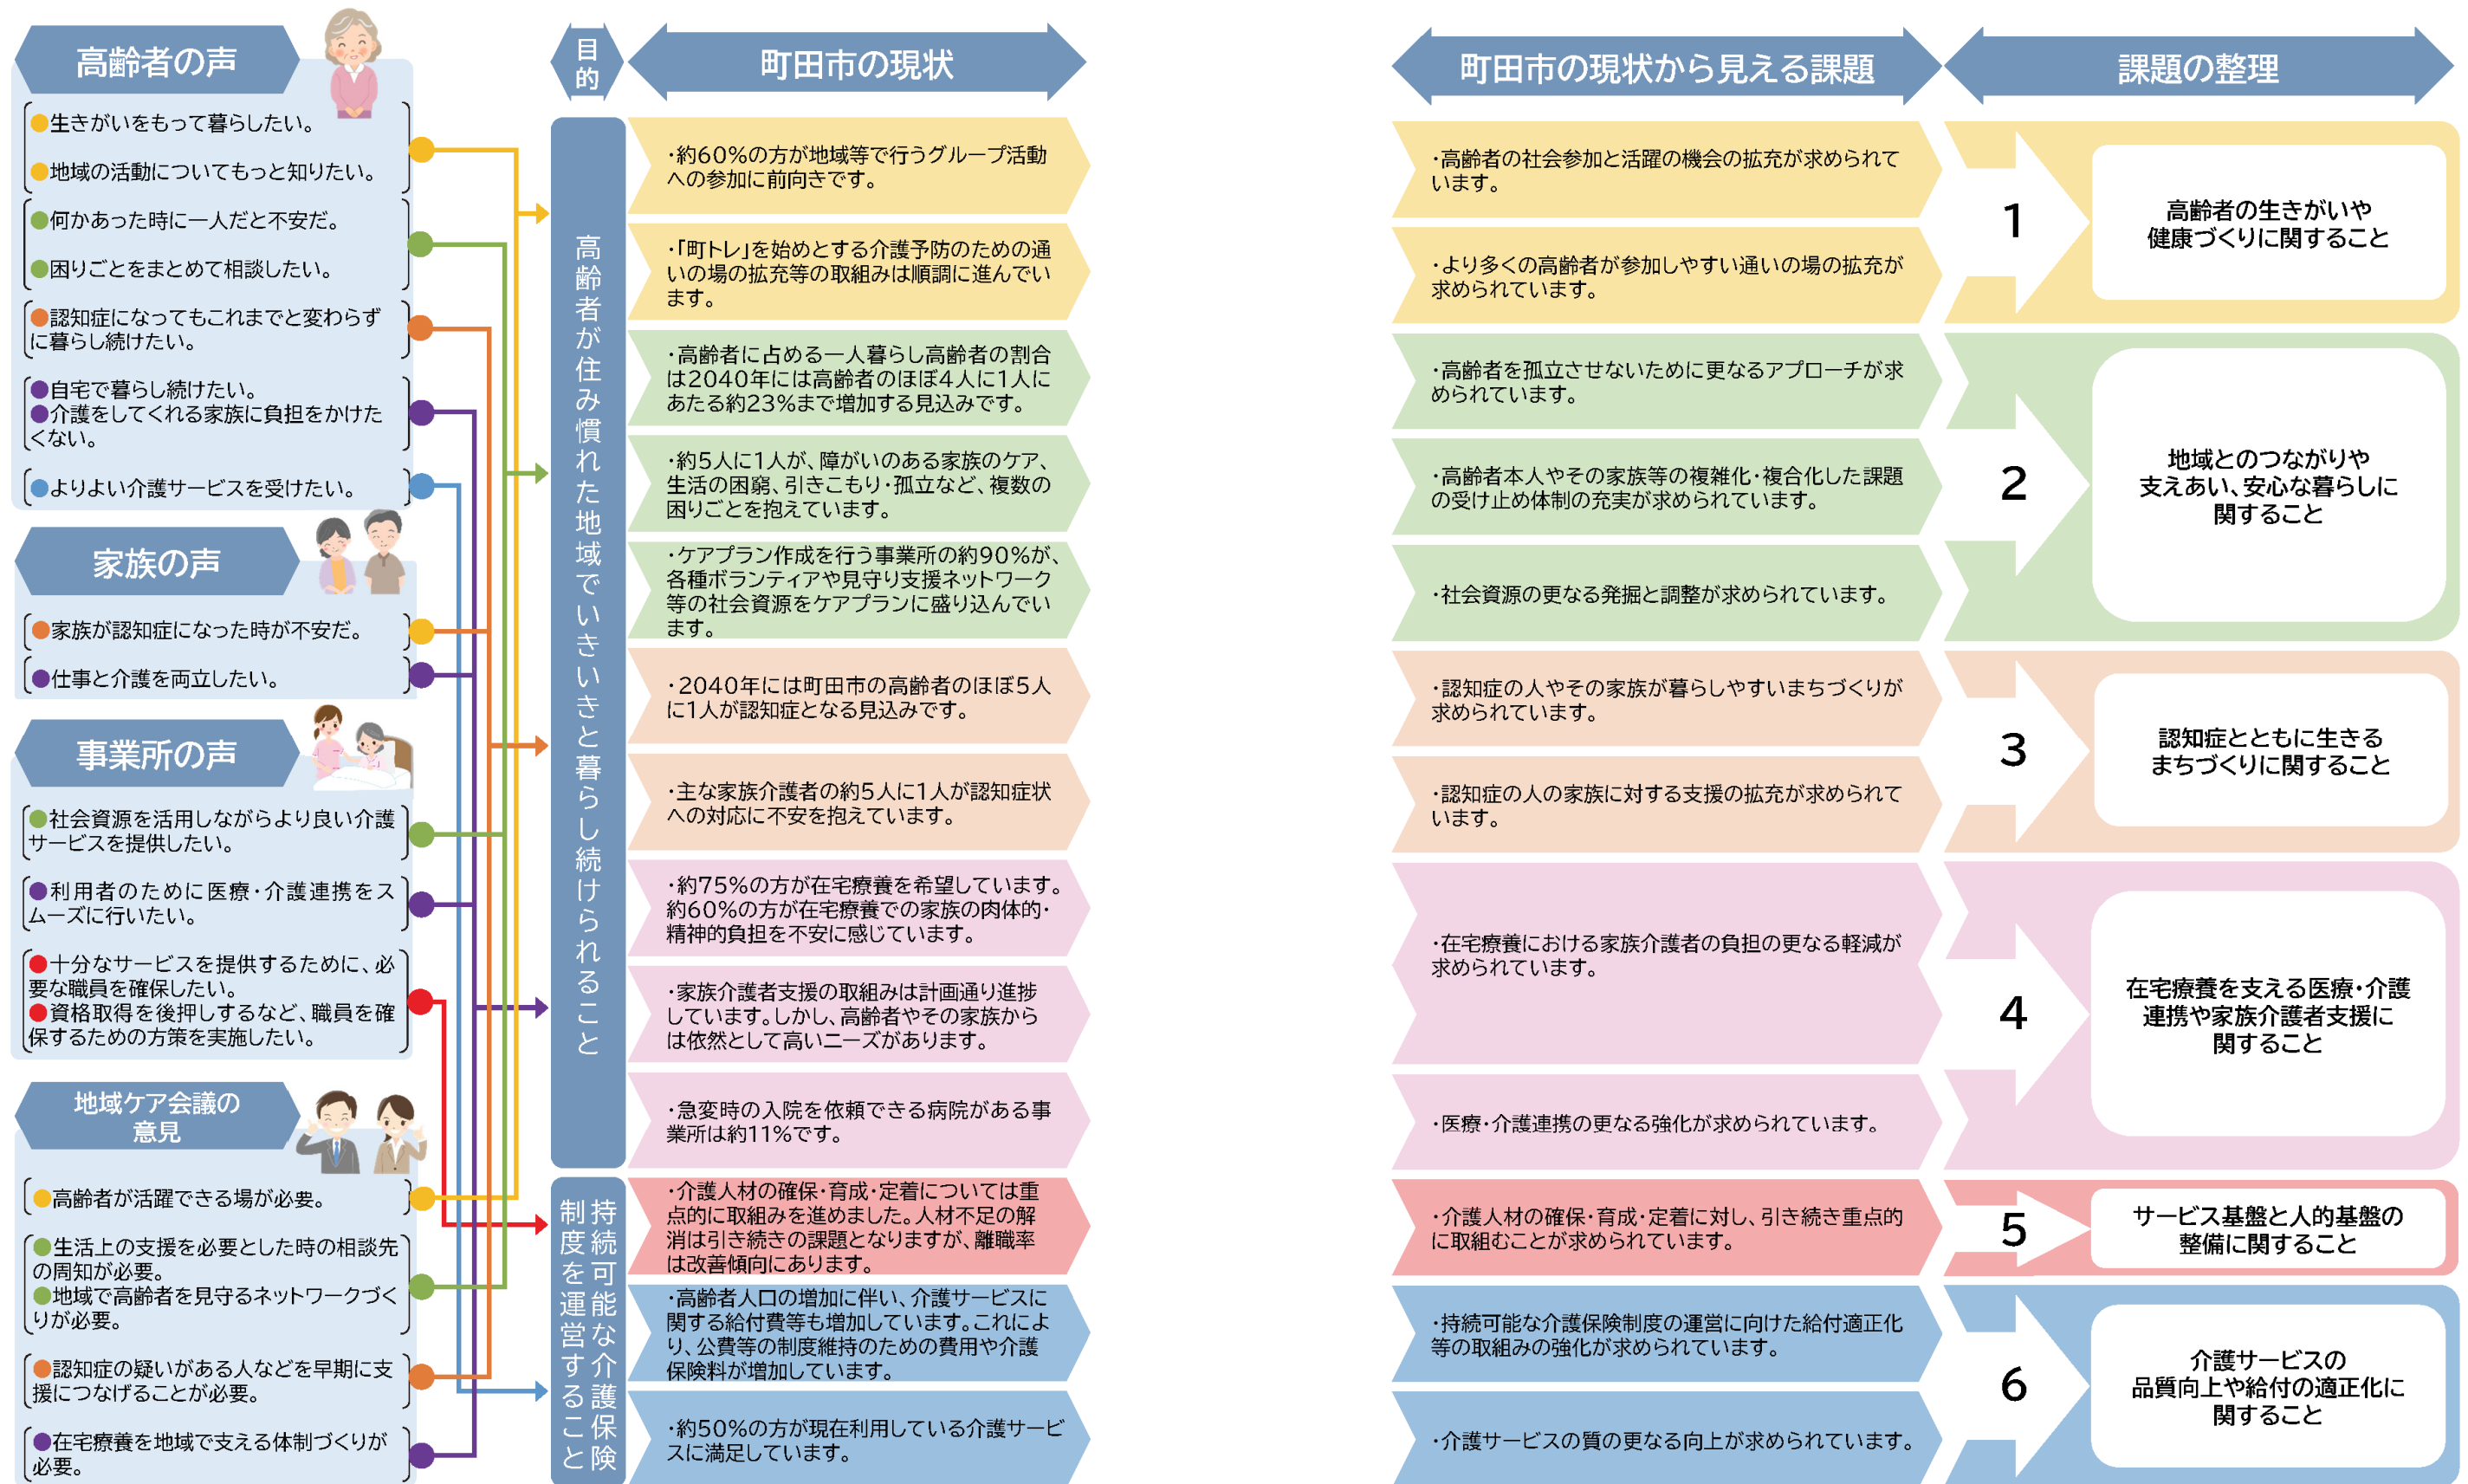 高齢者の声
●生きがいをもって暮らしたい。
●地域の活動についてもっと知りたい。
●何かあった時に一人だと不安だ。
●困りごとをまとめて相談したい。
●認知症になってもこれまでと変わらず
に暮らし続けたい。
●自宅で暮らし続けたい。
●介護をしてくれる家族に負担をかけた
くない。
●よりよい介護サービスを受けたい。
家族の声
●家族が認知症になった時が不安だ。
●仕事と介護を両立したい。
事業所の声
●社会資源を活用しながらより良い介護
サービスを提供したい。
●利用者のために医療・介護連携をス
ムーズに行いたい。
●十分なサービスを提供するために、必
要な職員を確保したい。
●資格取得を後押しするなど、職員を確
保するための方策を実施したい。
地域ケア会議の
意見
●高齢者が活躍できる場が必要。
●生活上の支援を必要とした時の相談先
の周知が必要。
●地域で高齢者を見守るネットワークづく
りが必要。
●認知症の疑いがある人などを早期に支
援につなげることが必要。
●在宅療養を地域で支える体制づくりが
必要。
目的
高齢者が住み慣れた地域でいきいきと暮らし続けられること
持続可能な介護保険
制度を運営すること
町田市の現状
・約60%の方が地域等で行うグループ活動
への参加に前向きです。
・「町トレ」を始めとする介護予防のための通
いの場の拡充等の取組みは順調に進んでい
ます。
・高齢者に占める一人暮らし高齢者の割合
は2040年には高齢者のほぼ4人に1人に
あたる約23%まで増加する見込みです。
・約5人に1人が、障がいのある家族のケア、
生活の困窮、引きこもり・孤立など、複数の
困りごとを抱えています。
・ケアプラン作成を行う事業所の約90%が、
各種ボランティアや見守り支援ネットワーク
等の社会資源をケアプランに盛り込んでい
ます。
・2040年には町田市の高齢者のほぼ5人
に1人が認知症となる見込みです。
・主な家族介護者の約5人に1人が認知症状
への対応に不安を抱えています。
・約75%の方が在宅療養を希望しています。
約60%の方が在宅療養での家族の肉体的・
精神的負担を不安に感じています。
・家族介護者支援の取組みは計画通り進捗
しています。しかし、高齢者やその家族から
は依然として高いニーズがあります。
・急変時の入院を依頼できる病院がある事
業所は約11%です。
・介護人材の確保・育成・定着については重
点的に取組みを進めました。人材不足の解
消は引き続きの課題となりますが、離職率
は改善傾向にあります。
・高齢者人口の増加に伴い、介護サービスに
関する給付費等も増加しています。これによ
り、公費等の制度維持のための費用や介護
保険料が増加しています。
・約50%の方が現在利用している介護サービ
スに満足しています。
町田市の現状から見える課題
・高齢者の社会参加と活躍の機会の拡充が求められて
います。
・より多くの高齢者が参加しやすい通いの場の拡充が
求められています。
・高齢者を孤立させないために更なるアプローチが求
められています。
・高齢者本人やその家族等の複雑化・複合化した課題
の受け止め体制の充実が求められています。
・社会資源の更なる発掘と調整が求められています。
・認知症の人やその家族が暮らしやすいまちづくりが
求められています。
・認知症の人の家族に対する支援の拡充が求められて
います。
・在宅療養における家族介護者の負担の更なる軽減が
求められています。
・医療・介護連携の更なる強化が求められています。
・介護人材の確保・育成・定着に対し、引き続き重点的
に取組むことが求められています。
・持続可能な介護保険制度の運営に向けた給付適正化
等の取組みの強化が求められています。
・介護サービスの質の更なる向上が求められています。
課題の整理
1
高齢者の生きがいや
健康づくりに関すること
2
地域とのつながりや
支えあい、安心な暮らしに
関すること
3
認知症とともに生きる
まちづくりに関すること
4
在宅療養を支える医療・介護
連携や家族介護者支援に
関すること
5
サービス基盤と人的基盤の
整備に関すること
6
介護サービスの
品質向上や給付の適正化に
関すること